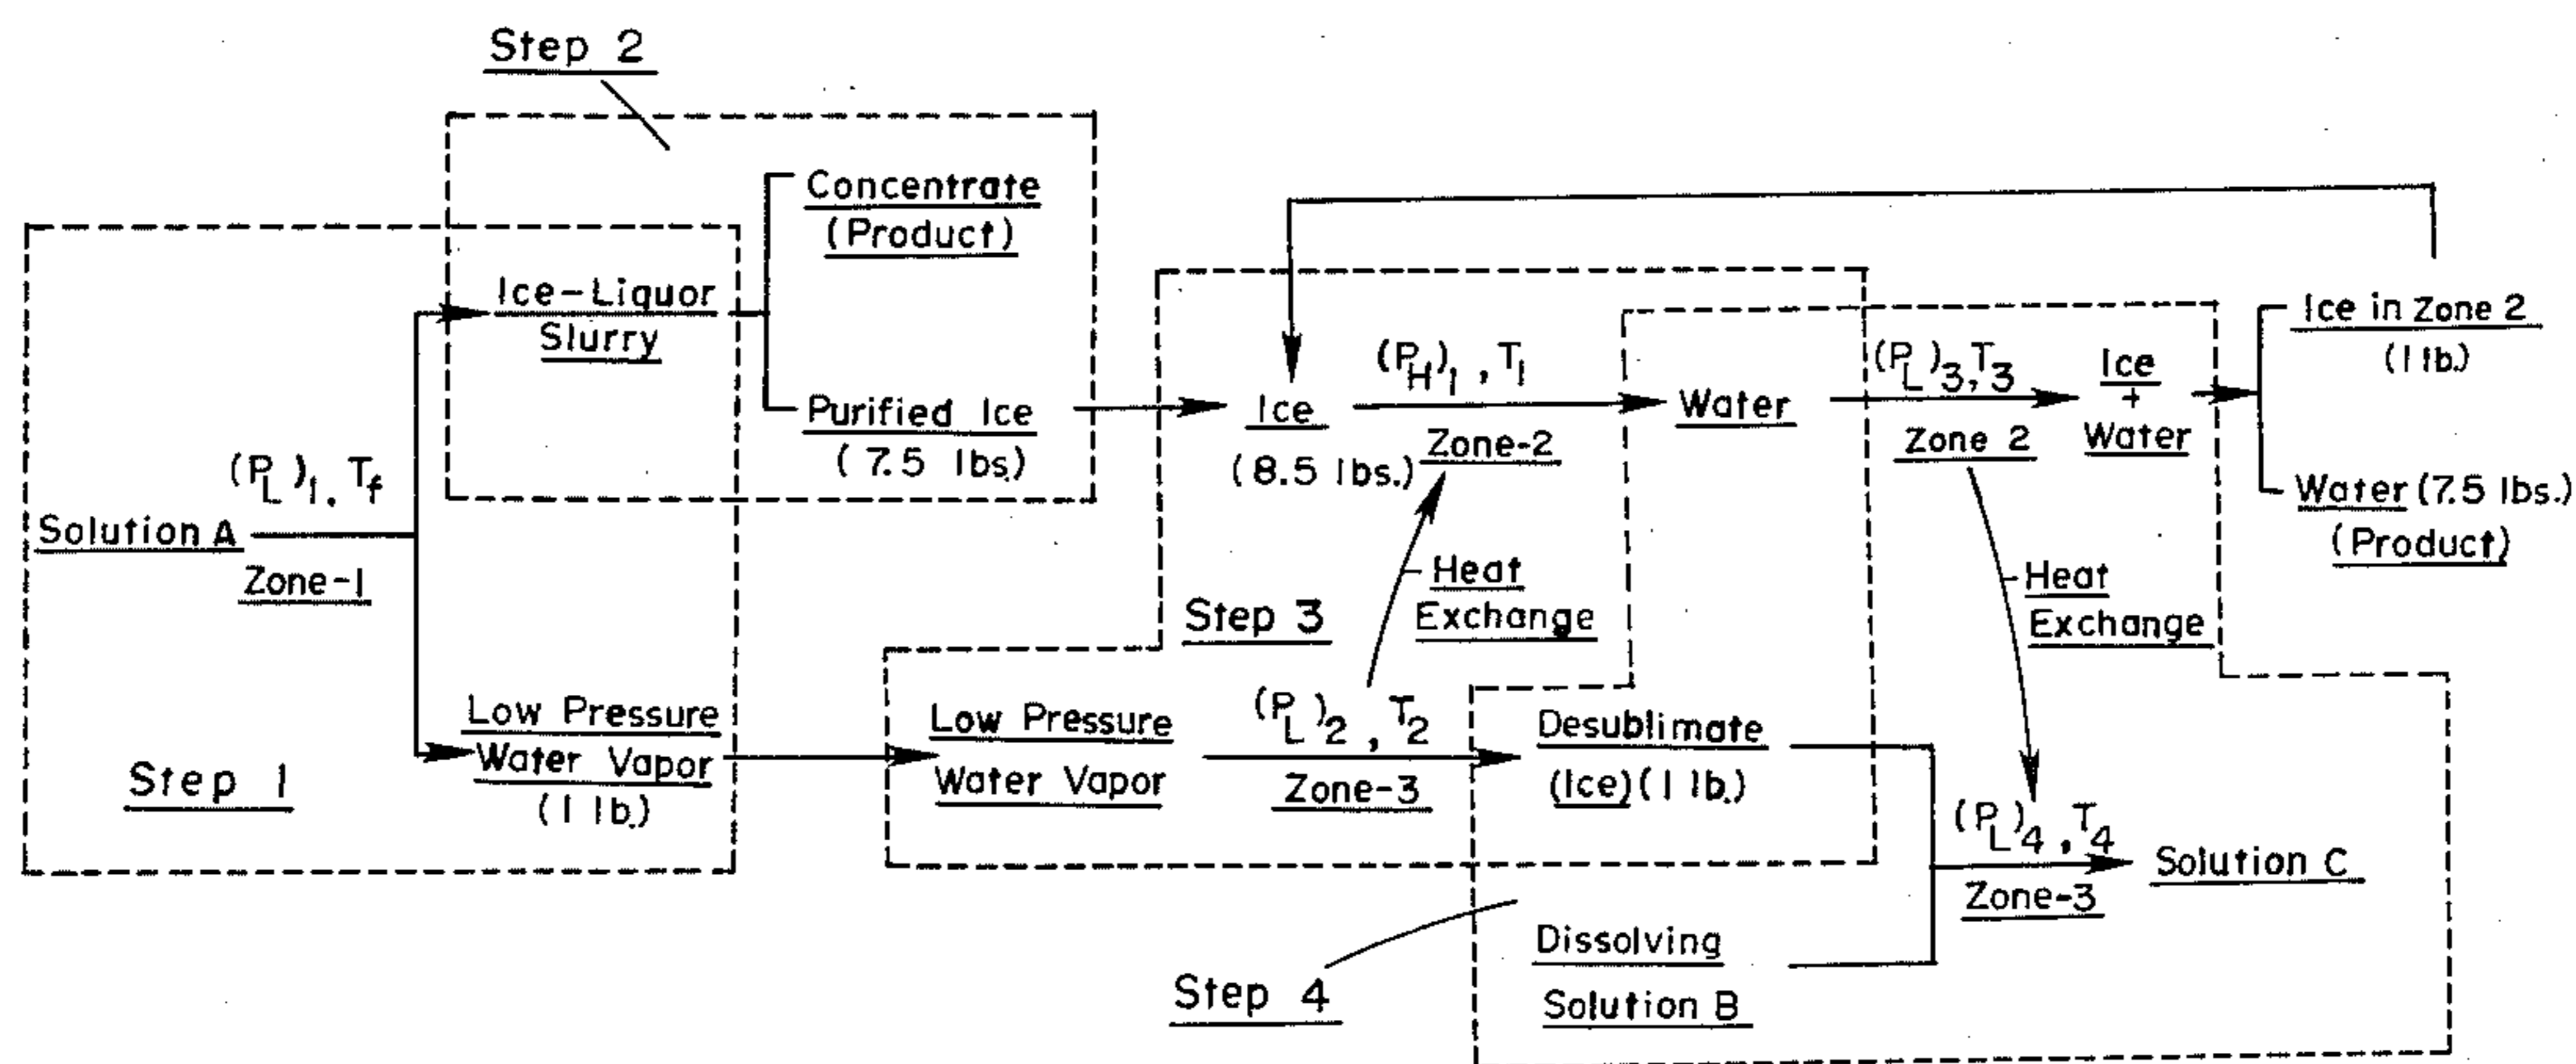 Step 2
Concentrate
(Product)
Ice-Liquor
Slurry
Purified Ice
(7.5 lbs.)
(P_L)_1, T_f
Solution A
Zone-1
Low Pressure
Water Vapor
(1 lb.)
Step 1
Ice
(8.5 lbs.)
(P_H)_1, T_1
Zone-2
Water
(P_L)_3, T_3
Zone 2
Ice
+
Water
Ice in Zone 2
(1 lb.)
Water (7.5 lbs.)
(Product)
Heat
Exchange
Step 3
Heat
Exchange
Low Pressure
Water Vapor
(P_L)_2, T_2
Zone-3
Desublimate
(Ice) (1 lb.)
(P_L)_4, T_4
Zone-3
Solution C
Dissolving
Solution B
Step 4